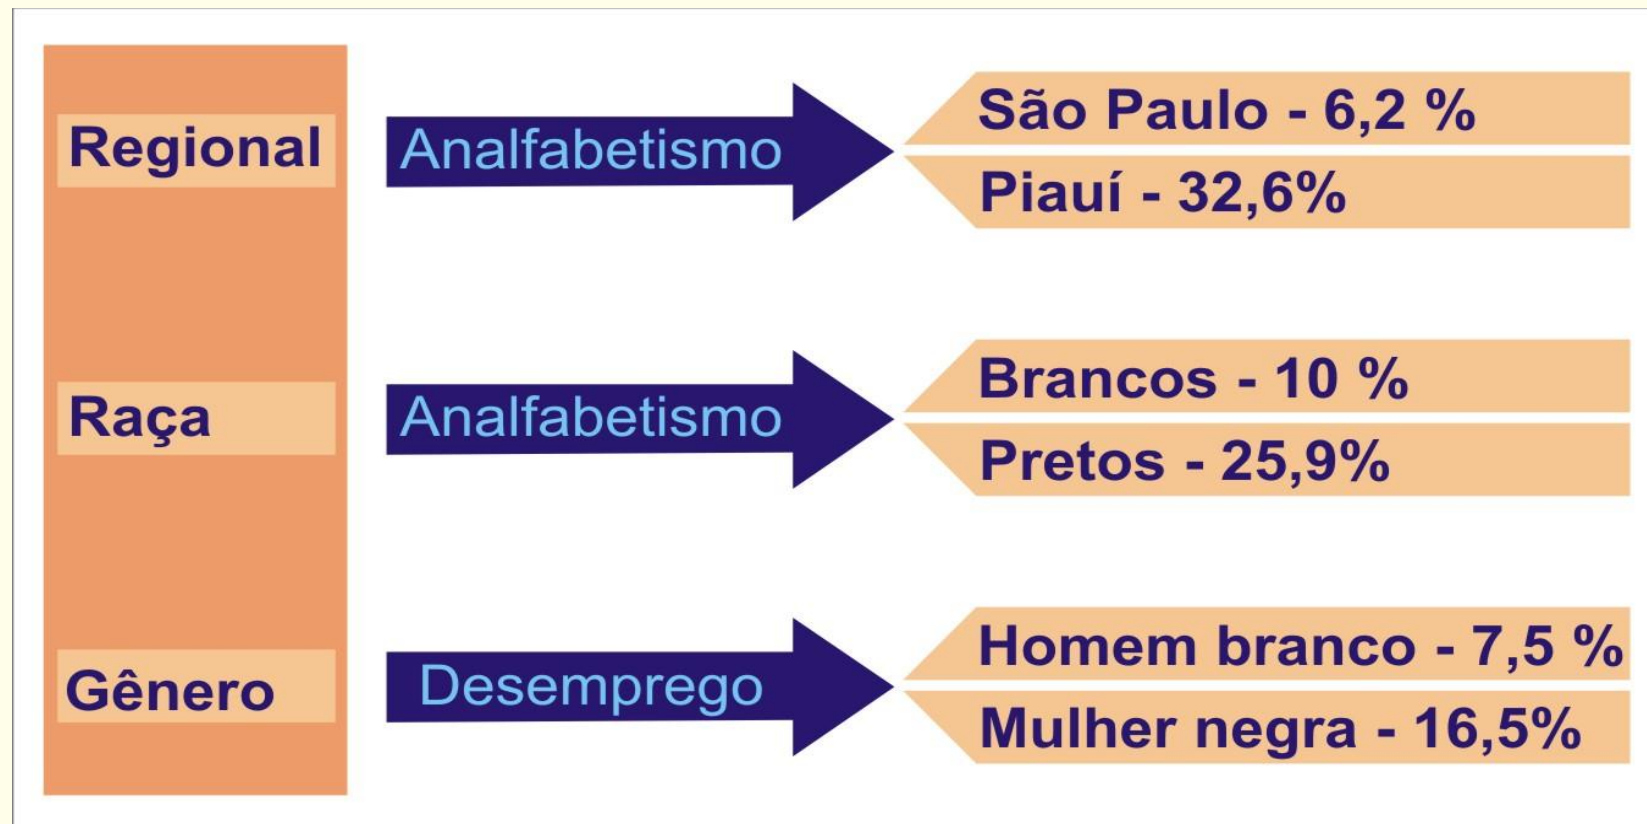 Regional
Analfabetismo
São Paulo - 6,2 %
Piauí - 32,6%
Raça
Analfabetismo
Brancos - 10 %
Pretos - 25,9%
Gênero
Desemprego
Homem branco - 7,5 %
Mulher negra - 16,5%